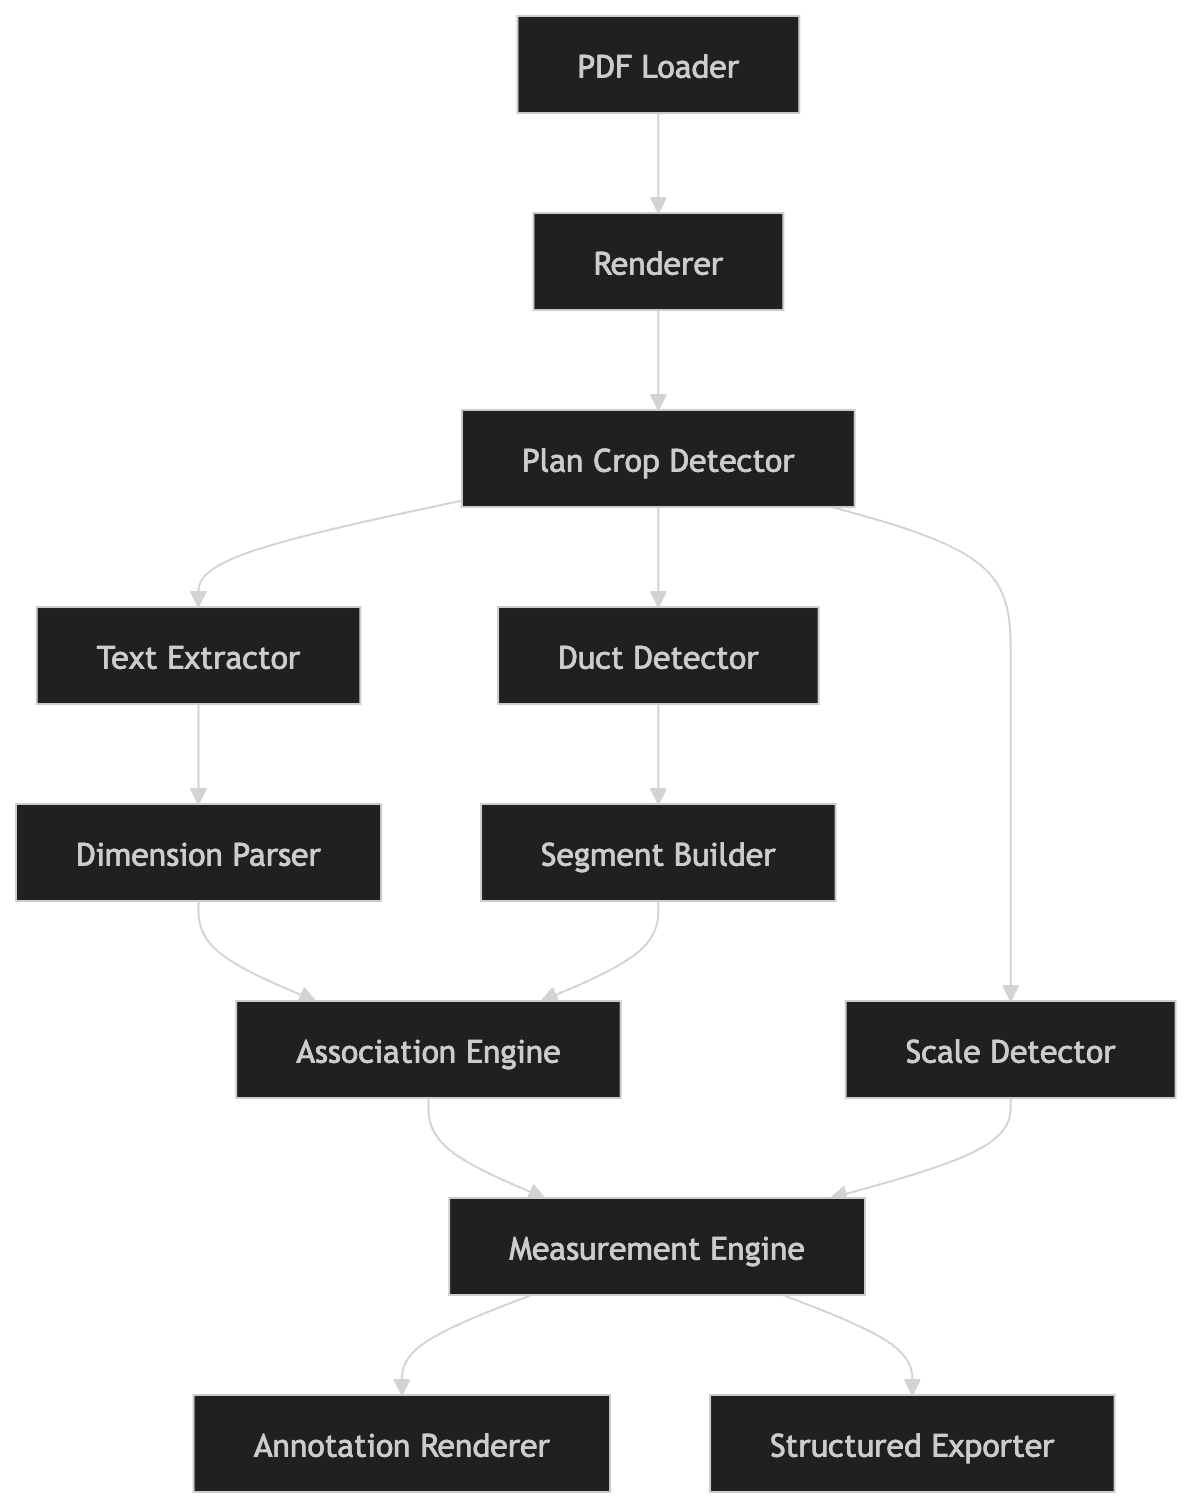 PDF Loader
Renderer
Plan Crop Detector
Text Extractor
Duct Detector
Dimension Parser
Segment Builder
Association Engine
Scale Detector
Measurement Engine
Annotation Renderer
Structured Exporter